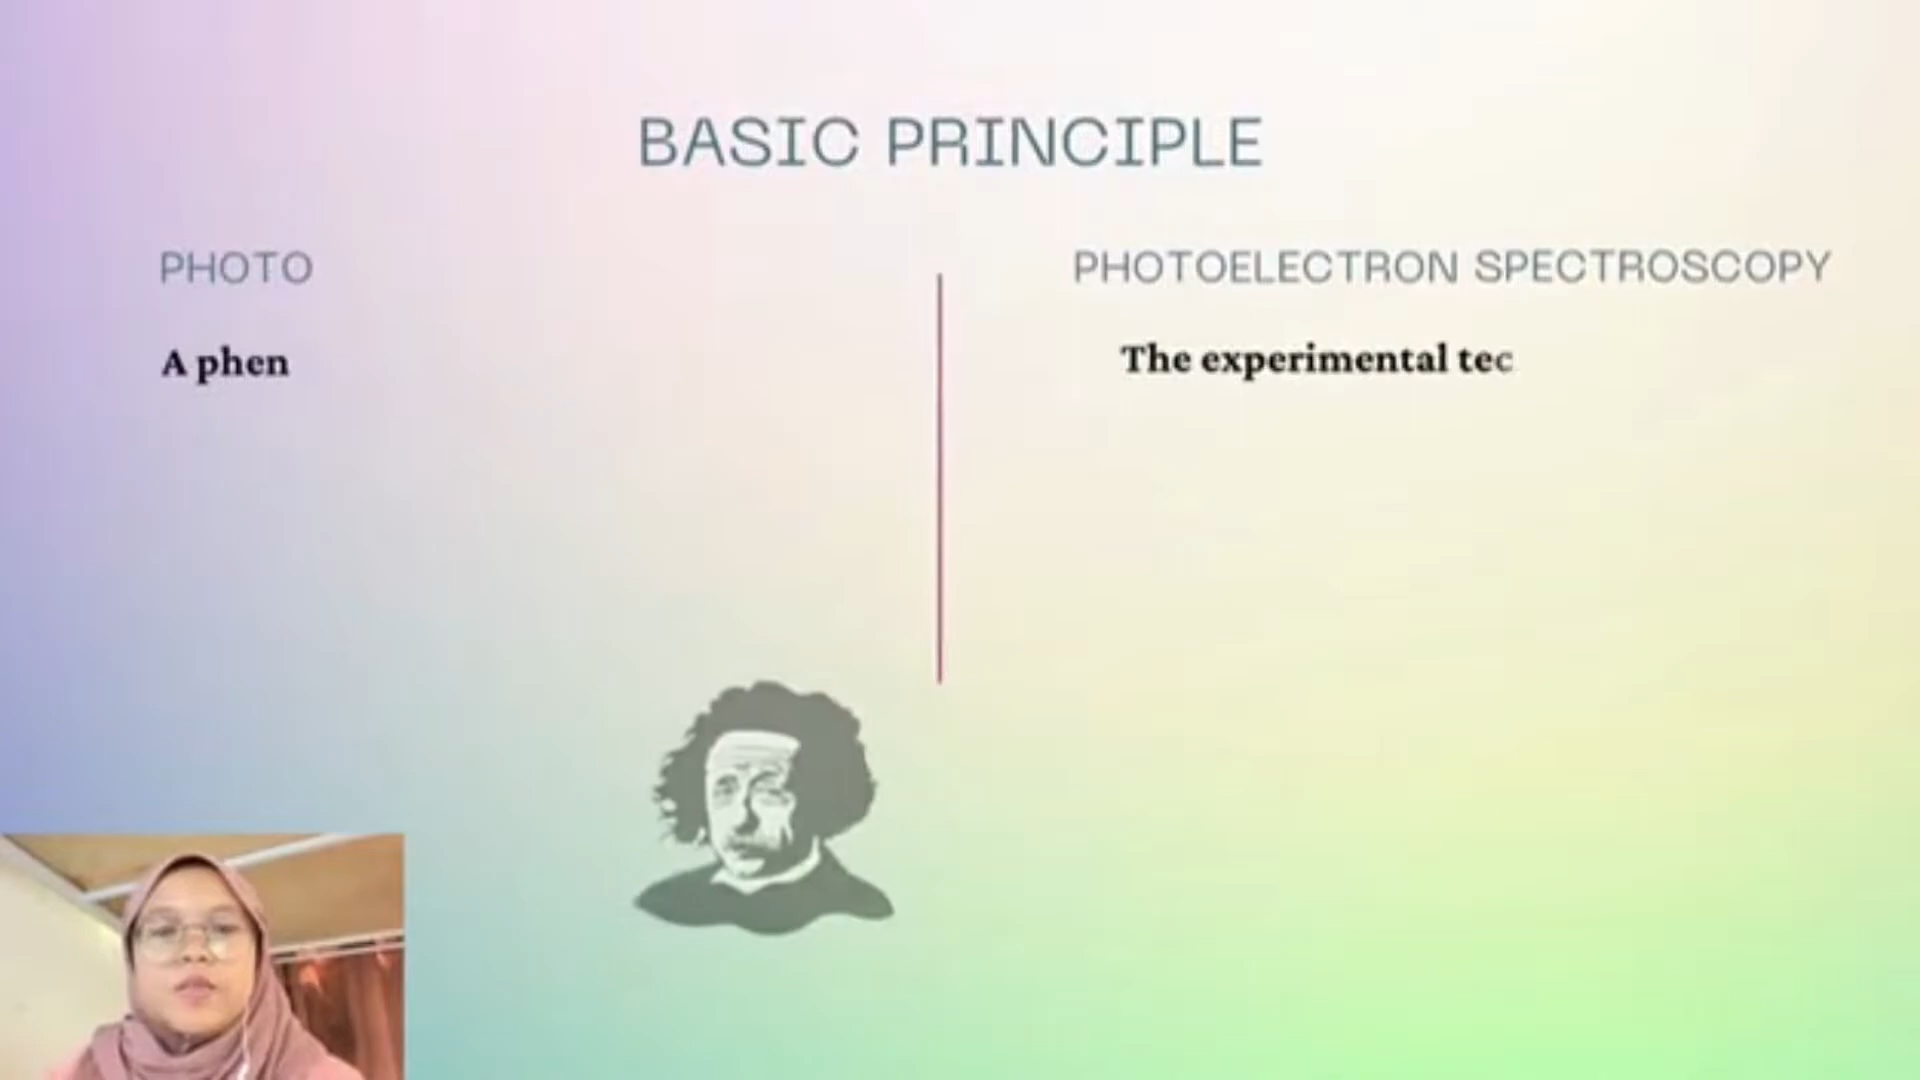 BASIC PRINCIPLE
PHOTO
A phen
PHOTOELECTRON SPECTROSCOPY
The experimental tec